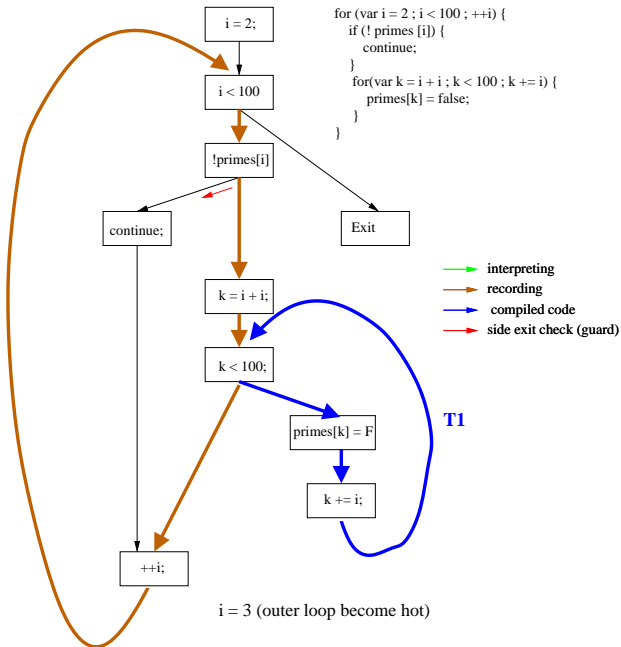 i = 2;
for (var i = 2 ; i < 100 ; ++i) {
if (! primes [i]) {
continue;
}
for(var k = i + i ; k < 100 ; k += i) {
primes[k] = false;
}
}
i < 100
!primes[i]
continue;
Exit
interpreting
recording
compiled code
side exit check (guard)
k = i + i;
k < 100;
primes[k] = F
T1
k += i;
++i;
i = 3 (outer loop become hot)